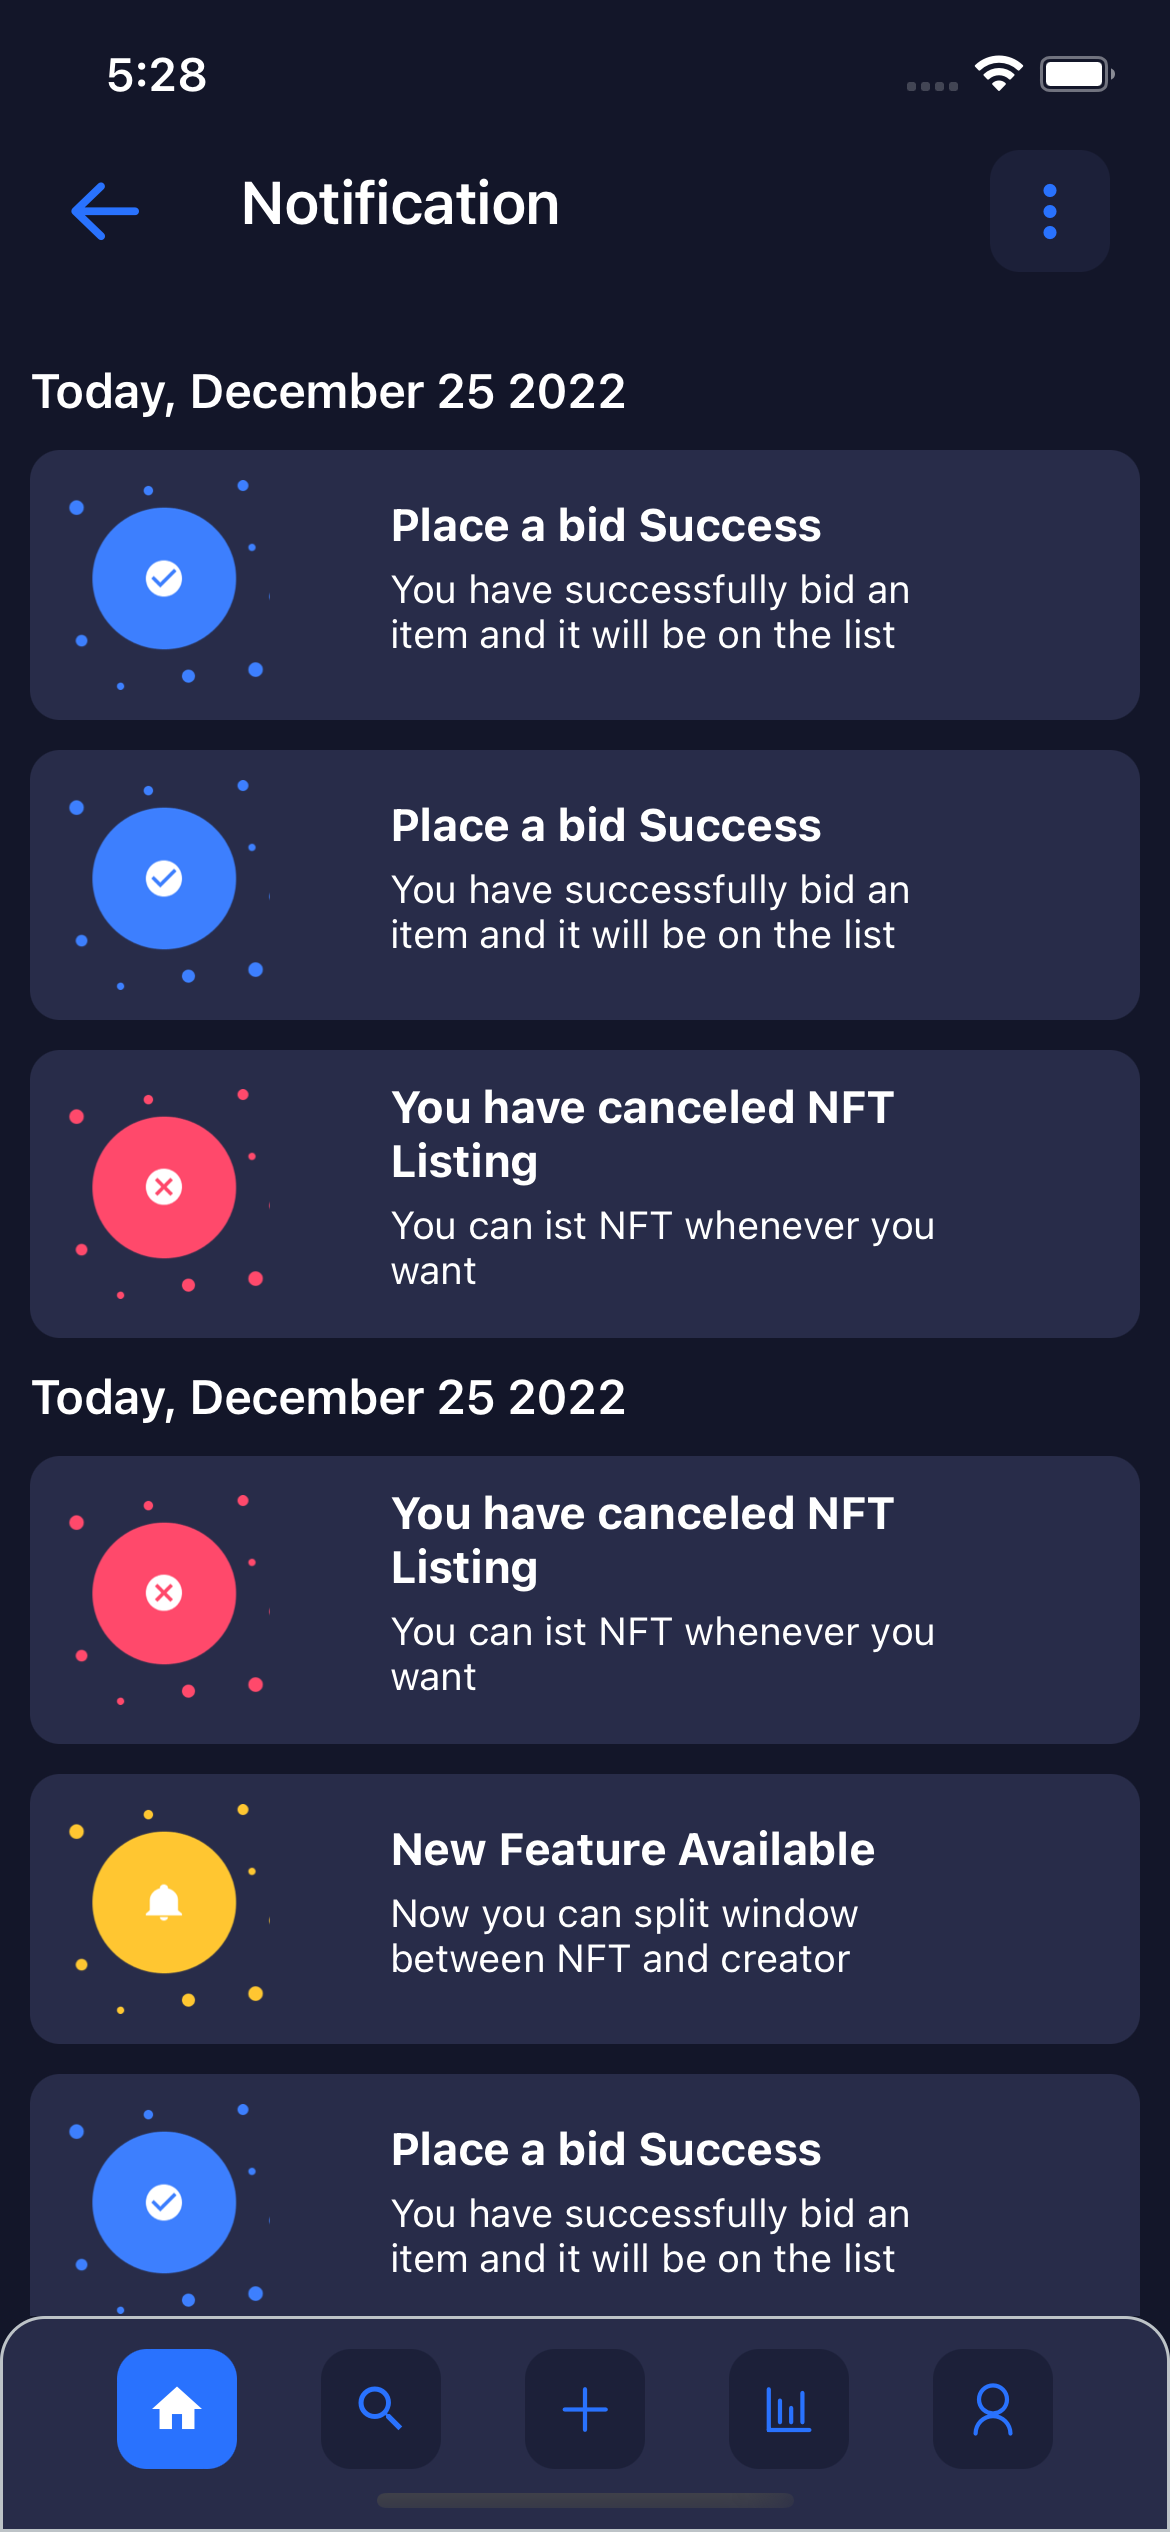 5:28
Notification
Today, December 25 2022
Place a bid Success
You have successfully bid an
item and it will be on the list
Place a bid Success
You have successfully bid an
item and it will be on the list
You have canceled NFT
Listing
You can ist NFT whenever you
want
Today, December 25 2022
You have canceled NFT
Listing
You can ist NFT whenever you
want
New Feature Available
Now you can split window
between NFT and creator
Place a bid Success
You have successfully bid an
item and it will be on the list